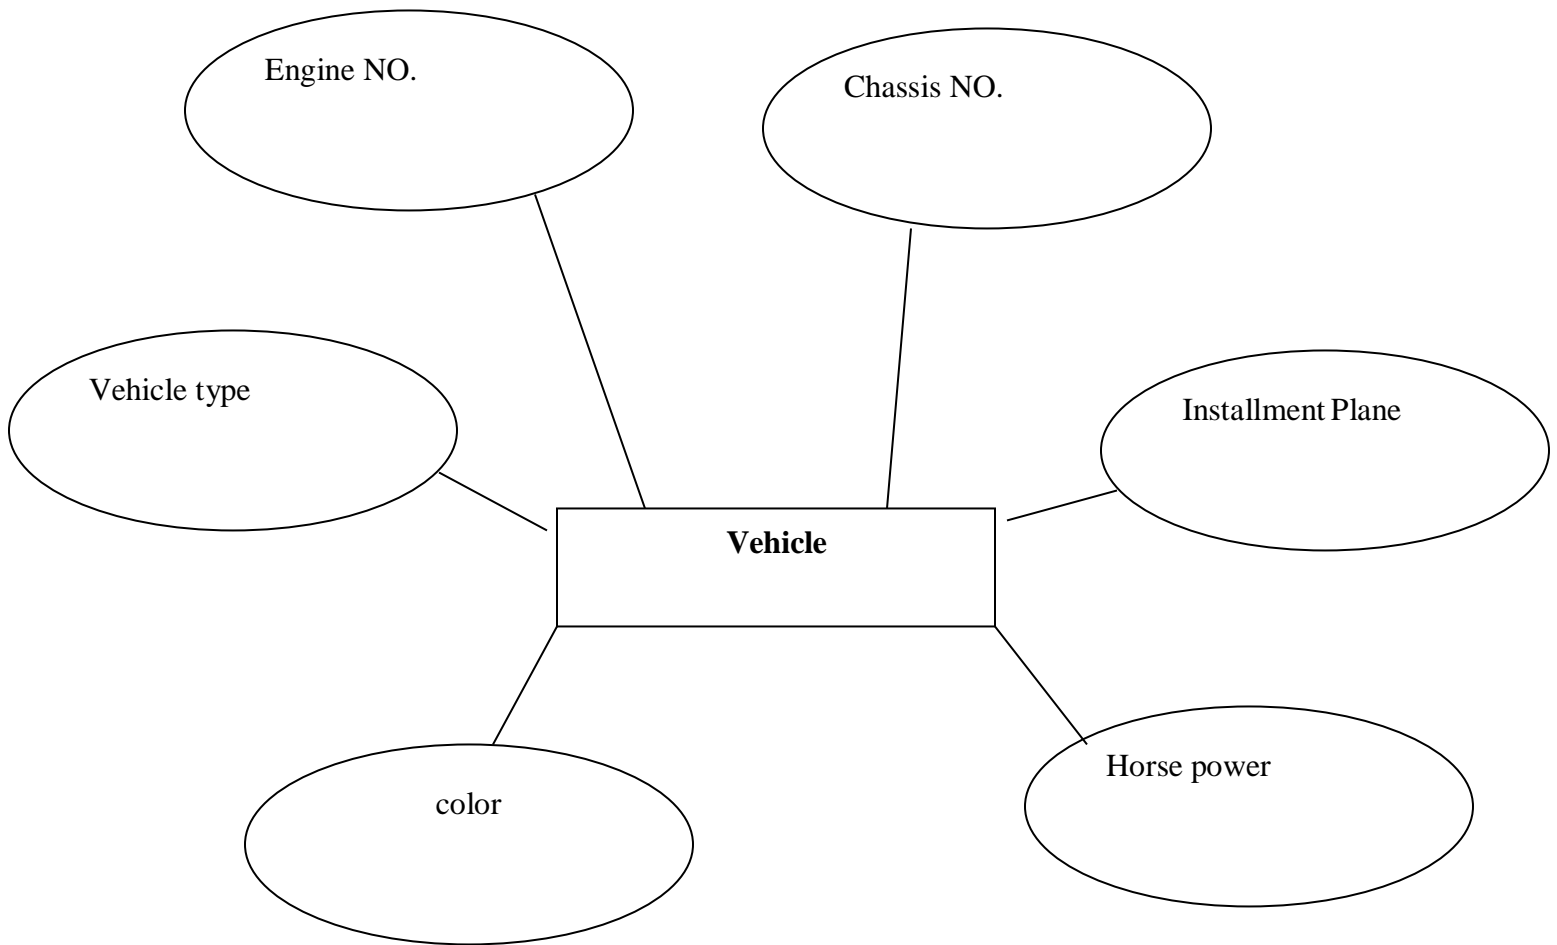 Engine NO.
Chassis NO.
Vehicle type
Installment Plane
Vehicle
color
Horse power